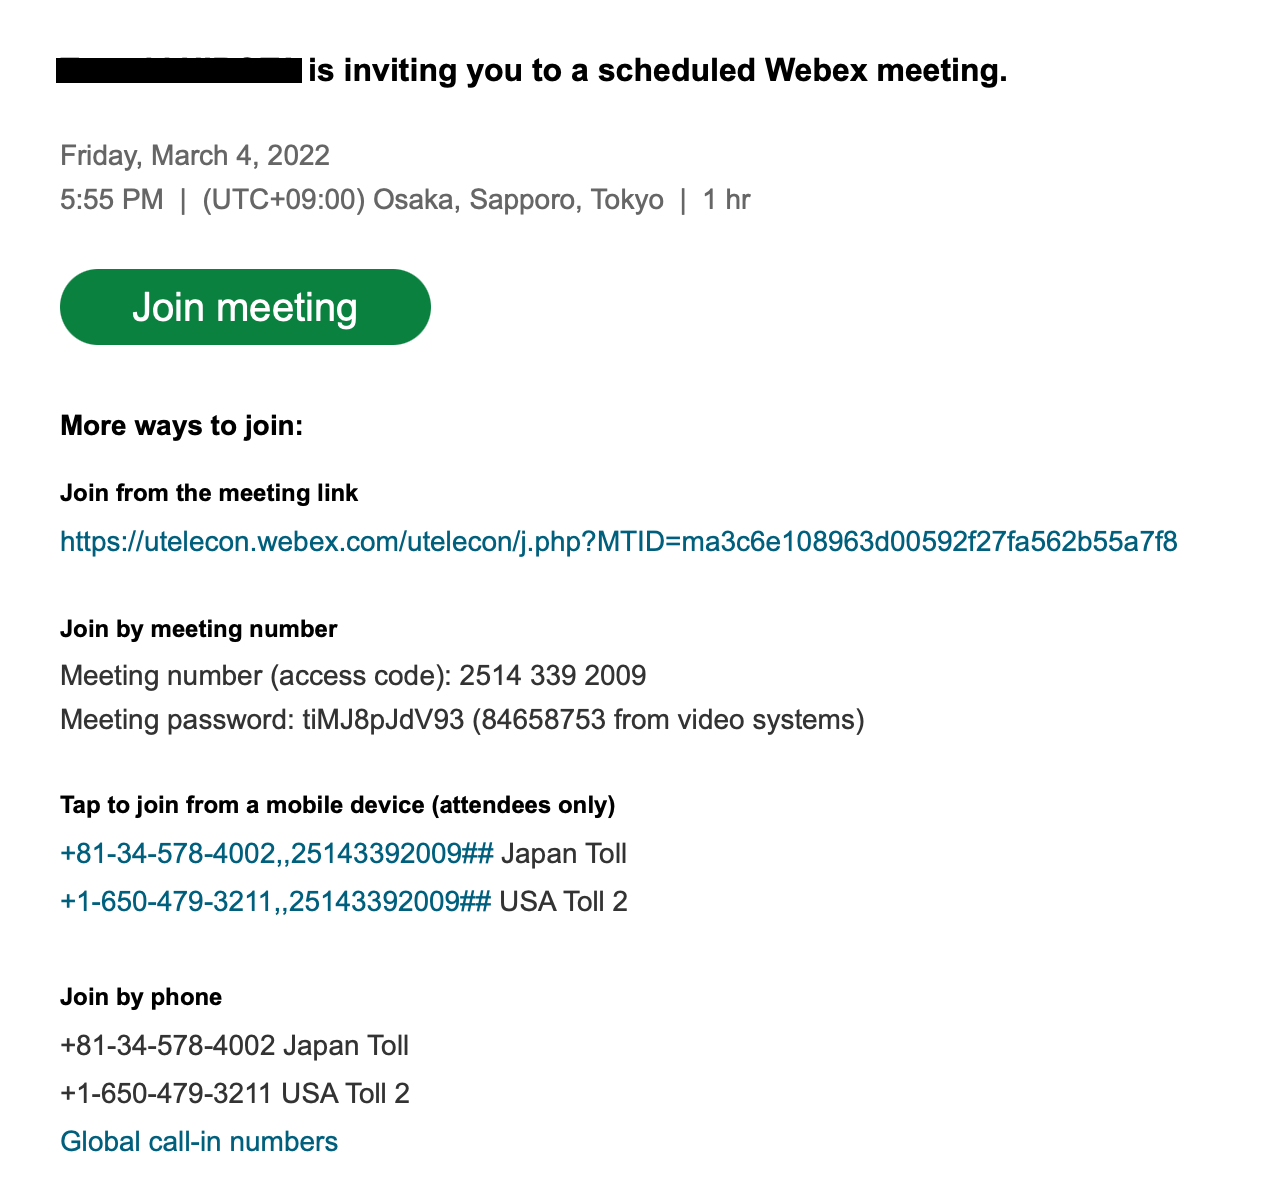 is inviting you to a scheduled Webex meeting.
Friday, March 4, 2022
5:55 PM | (UTC+09:00) Osaka, Sapporo, Tokyo | 1 hr
Join meeting
More ways to join:
Join from the meeting link
https://utelecon.webex.com/utelecon/j.php?MTID=ma3c6e108963d00592f27fa562b55a7f8
Join by meeting number
Meeting number (access code): 2514 339 2009
Meeting password: tiMJ8pJdV93 (84658753 from video systems)
Tap to join from a mobile device (attendees only)
+81-34-578-4002,,25143392009## Japan Toll
+1-650-479-3211,,25143392009## USA Toll 2
Join by phone
+81-34-578-4002 Japan Toll
+1-650-479-3211 USA Toll 2
Global call-in numbers